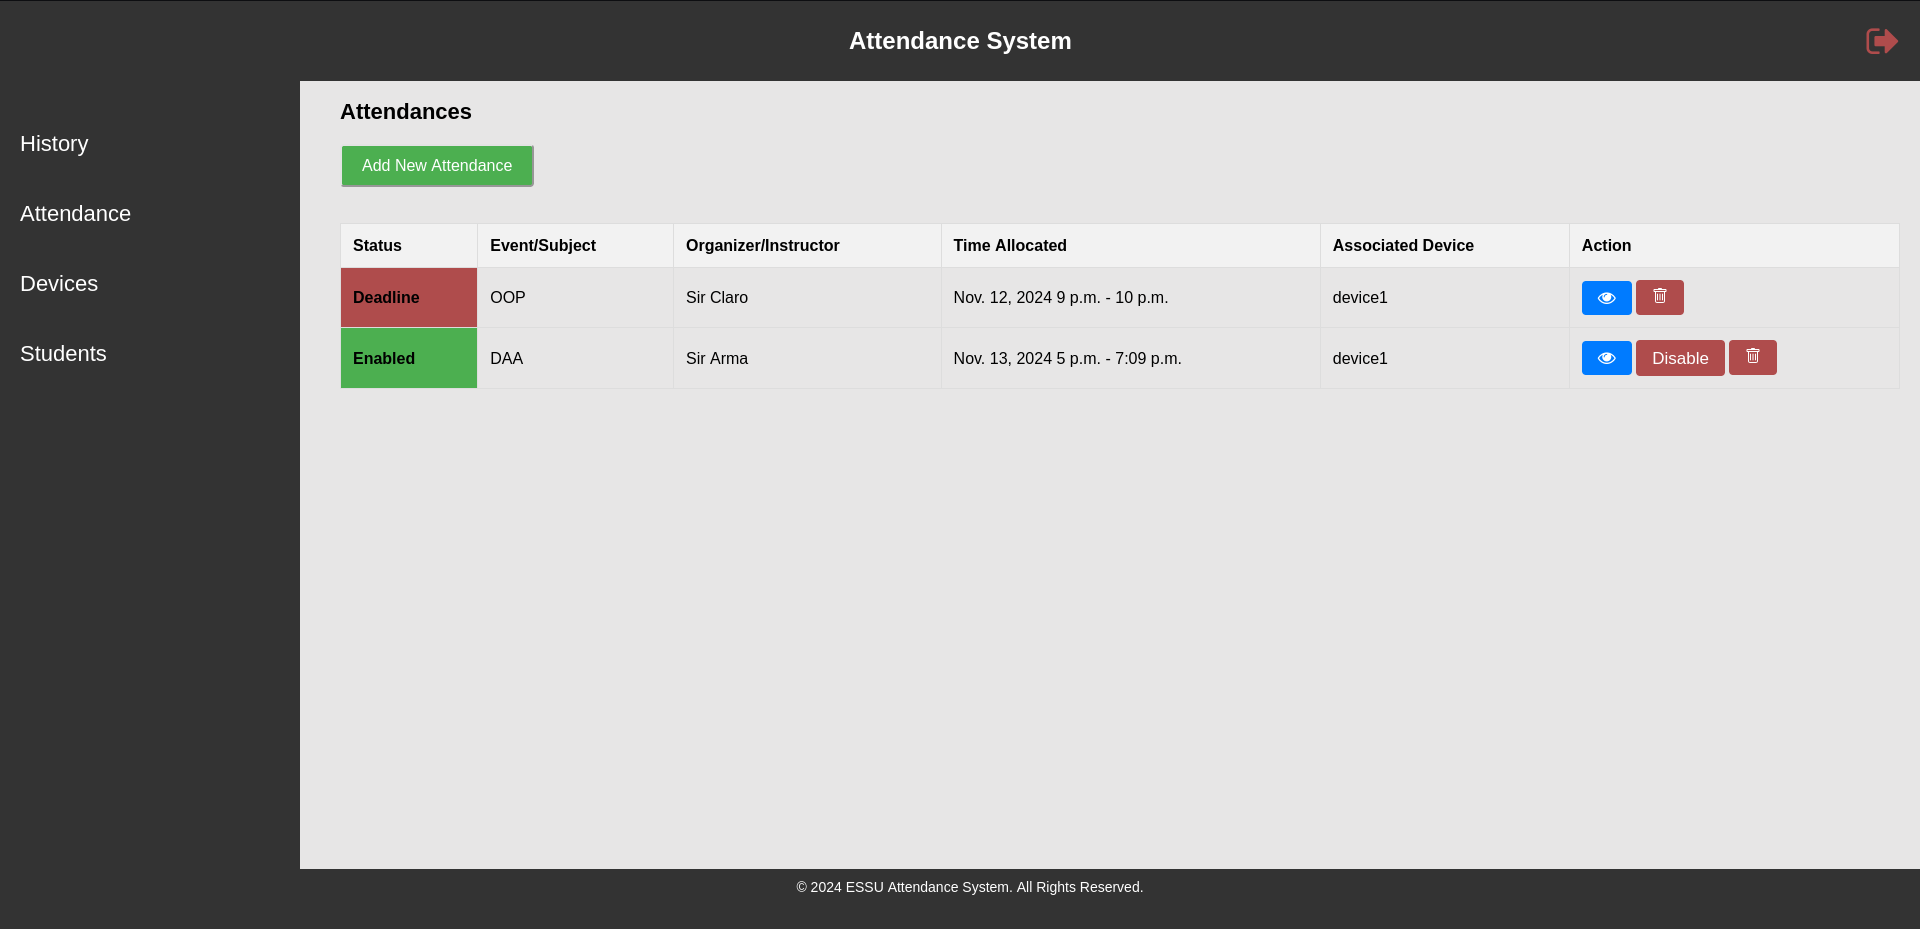 Attendance System
History
Attendance
Devices
Students
Attendances
Add New Attendance
Status Event/Subject Organizer/Instructor Time Allocated Associated Device Action
Deadline OOP Sir Claro Nov. 12, 2024 9 p.m. - 10 p.m. device1
Enabled DAA Sir Arma Nov. 13, 2024 5 p.m. - 7:09 p.m. device1 Disable
© 2024 ESSU Attendance System. All Rights Reserved.